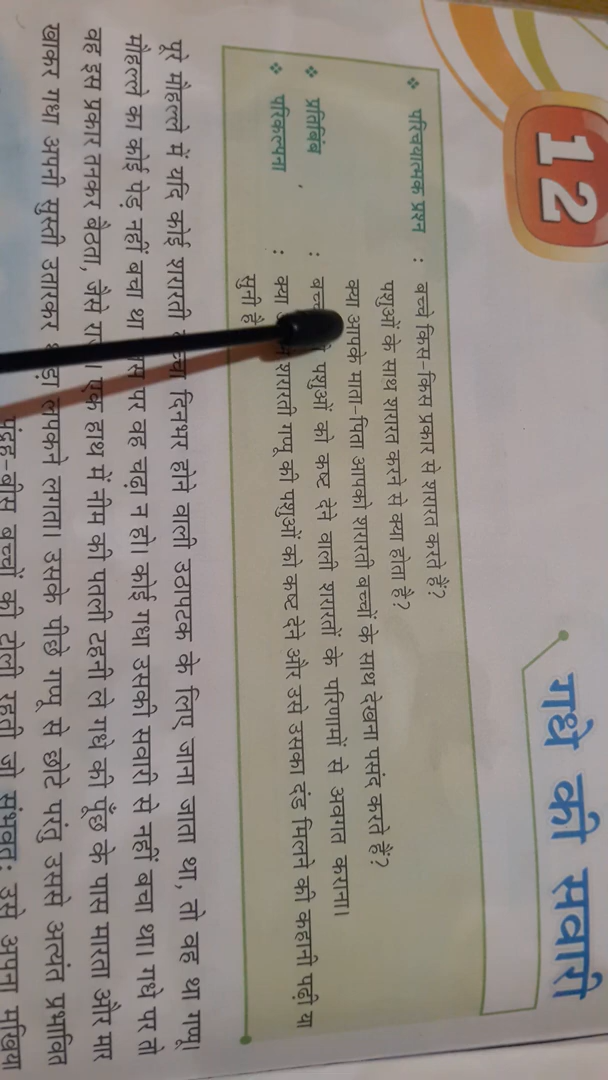 12
गधे की सवारी
❖ परिचयात्मक प्रश्न : बच्चे किस-किस प्रकार से शरारत करते हैं?
पशुओं के साथ शरारत करने से क्या होता है?
क्या आपके माता-पिता आपको शरारती बच्चों के साथ देखना पसंद करते हैं?
❖ प्रतिबिंब : पशुओं को कष्ट देने वाली शरारतों के परिणामों से अवगत कराना।
❖ परिकल्पना : क्या शरारती गप्पू की पशुओं को कष्ट देने और उसे उसका दंड मिलने की कहानी पढ़ी या
सुनी है
पूरे मौहल्ले में यदि कोई शरारती दिनभर होने वाली उठापटक के लिए जाना जाता था, तो वह था गप्पू।
मौहल्ले का कोई पेड़ नहीं बचा था पर वह चढ़ा न हो। कोई गधा उसकी सवारी से नहीं बचा था। गधे पर तो
वह इस प्रकार तनकर बैठता, जैसे एक हाथ में नीम की पतली टहनी ले गधे की पूँछ के पास मारता और मार
खाकर गधा अपनी सुस्ती उतारकर लपकने लगता। उसके पीछे गप्पू से छोटे परंतु उससे अत्यंत प्रभावित
पंद्रह-बीस बच्चों की टोली रहती जो संभवत: उसे अपना मुखिया